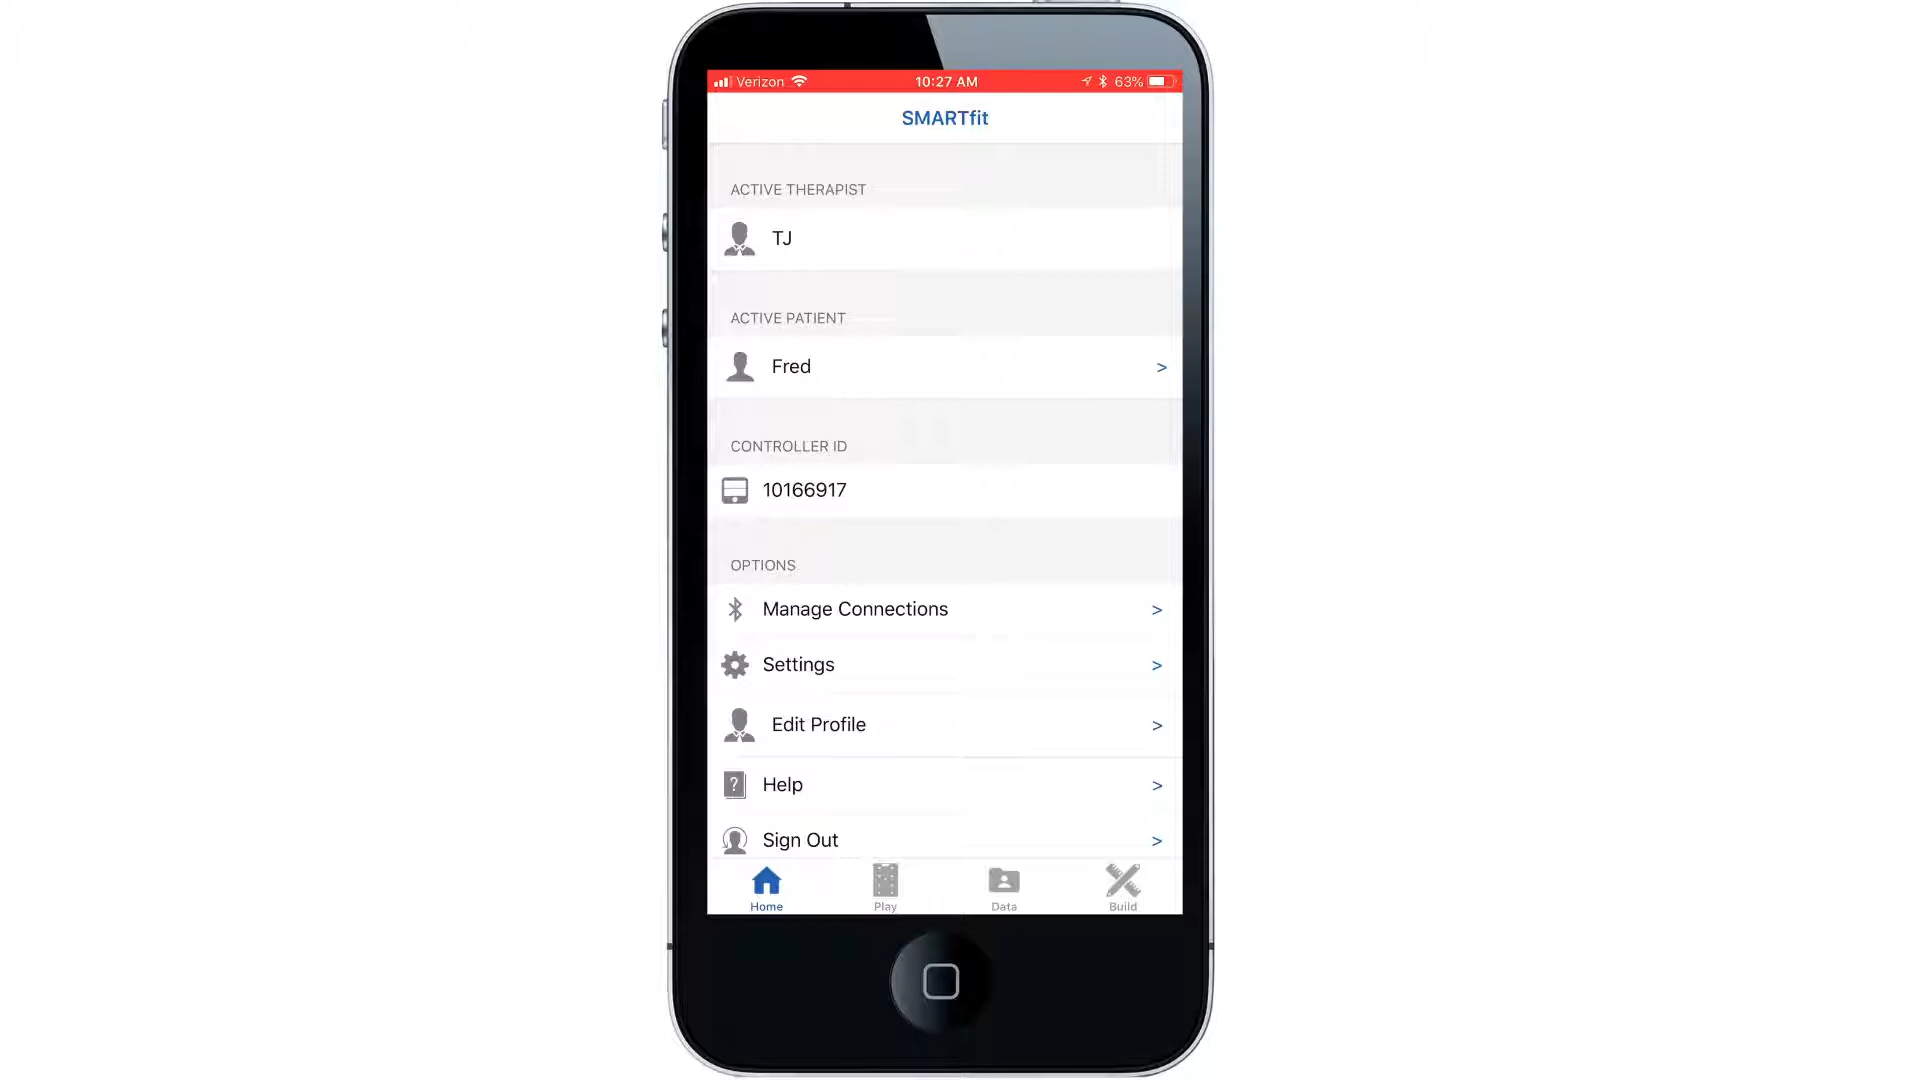 Verizon 10:27 AM 63%
SMARTfit
ACTIVE THERAPIST
TJ
ACTIVE PATIENT
Fred >
CONTROLLER ID
10166917
OPTIONS
Manage Connections >
Settings >
Edit Profile >
? Help >
Sign Out >
Home Play Data Build